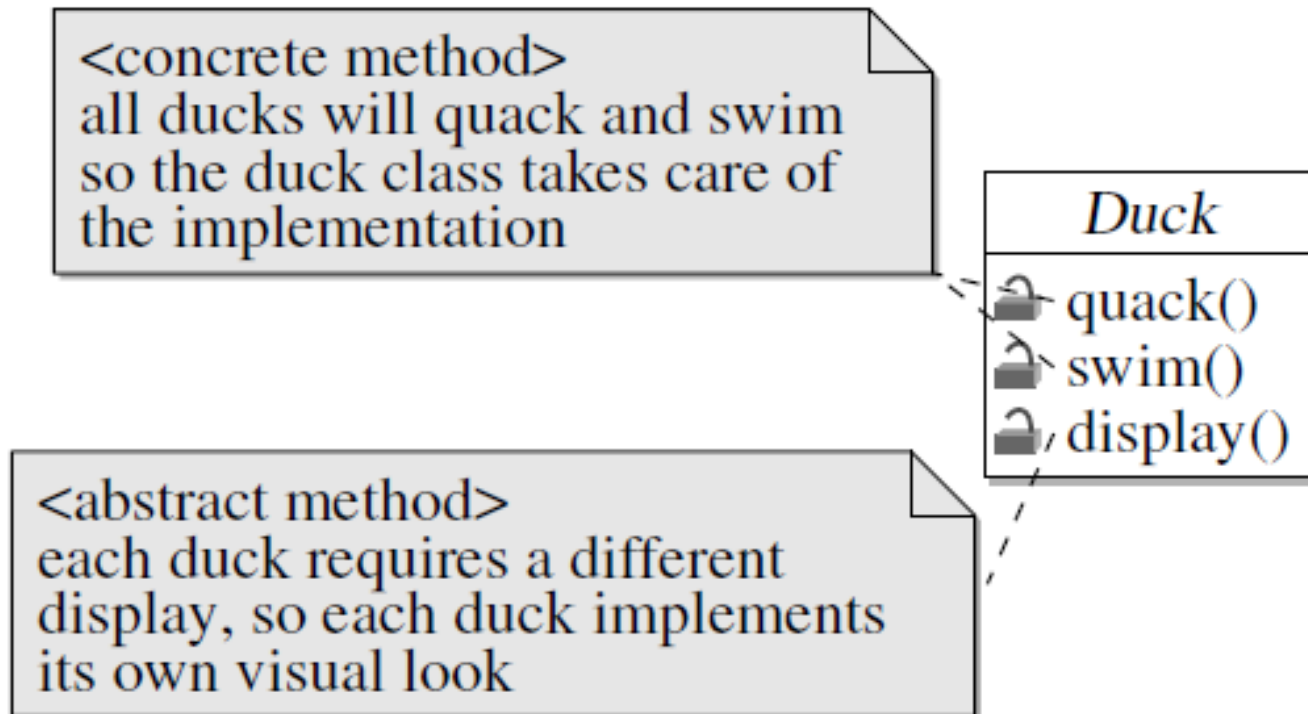 <concrete method>
all ducks will quack and swim
so the duck class takes care of
the implementation
Duck
quack()
swim()
display()
<abstract method>
each duck requires a different
display, so each duck implements
its own visual look